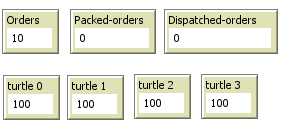 Orders
10
Packed-orders
0
Dispatched-orders
0
turtle 0
100
turtle 1
100
turtle 2
100
turtle 3
100